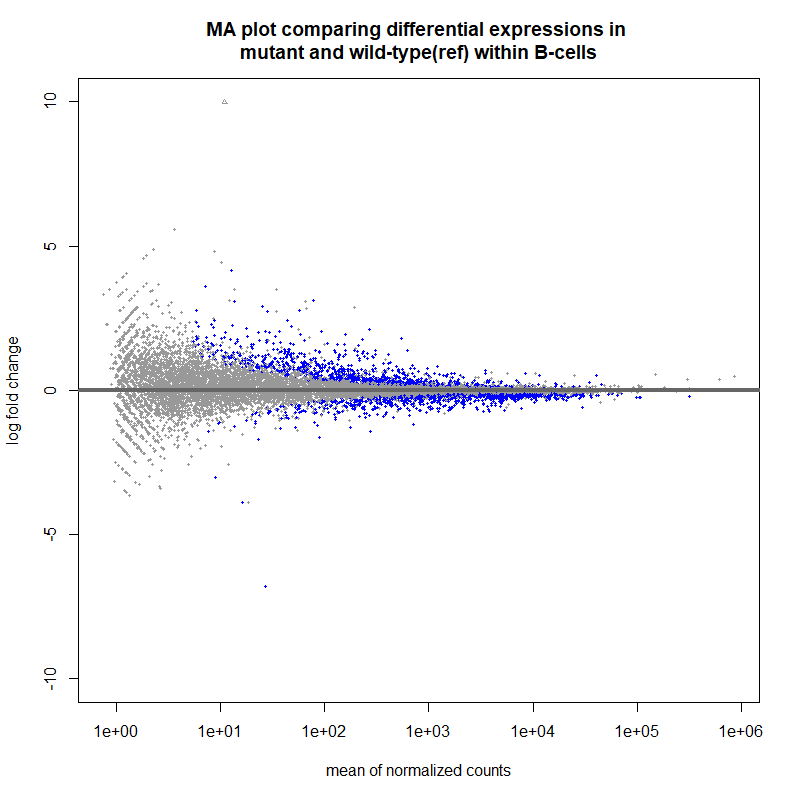 MA plot comparing differential expressions in
mutant and wild-type(ref) within B-cells
10
5
0
-5
-10
log fold change
1e+00 1e+01 1e+02 1e+03 1e+04 1e+05 1e+06
mean of normalized counts